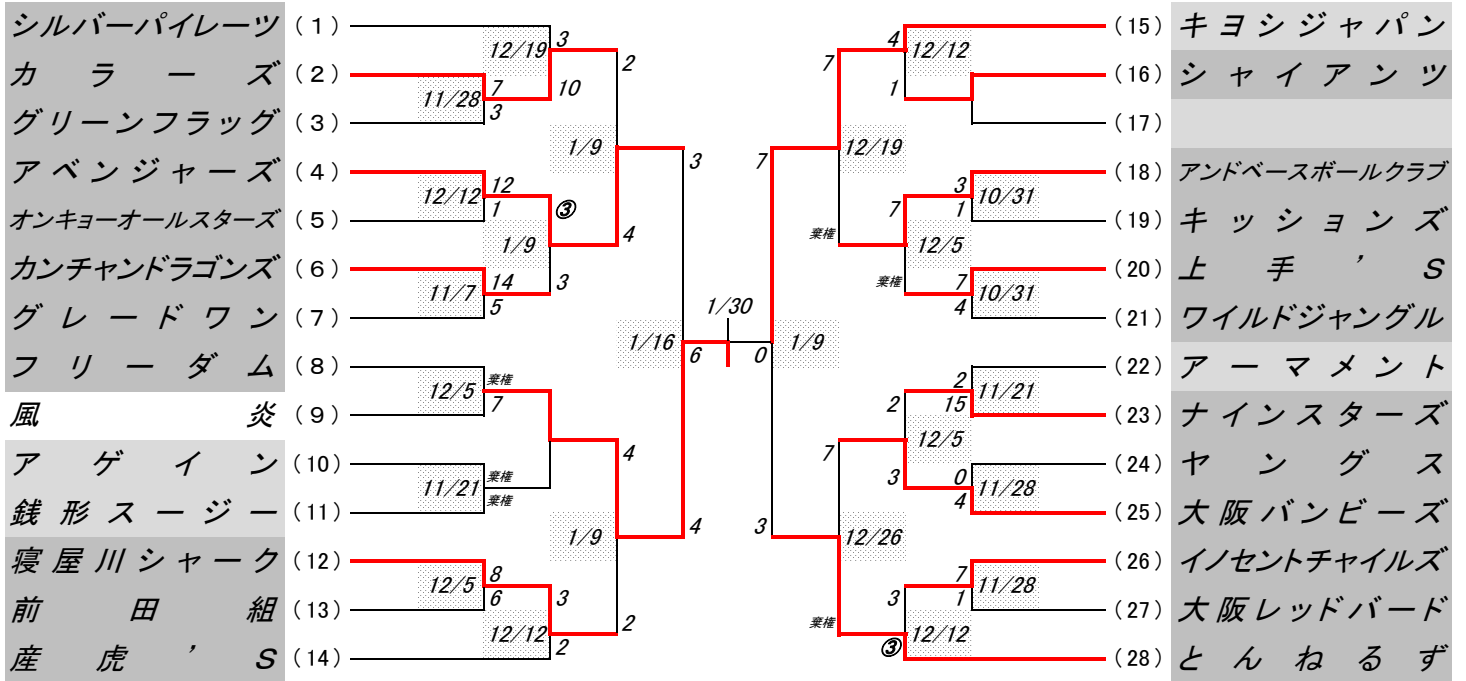 シルバーパイレーツ (1)
カラーズ (2)
グリーンフラッグ (3)
アベンジャーズ (4)
オンキョーオールスターズ (5)
カンチャンドラゴンズ (6)
グレードワン (7)
フリーダム (8)
風炎 (9)
アゲイン (10)
銭形スージー (11)
寝屋川シャーク (12)
前田組 (13)
産虎’S (14)
12/19 3
10
11/28 7
3
2
1/9
12/12 12
1
③
1/9
4
11/7 14
5
3
3
1/16 6
12/5 棄権
7
11/21 棄権
棄権
4
1/9
4
12/5 8
6
3
12/12 2
2
1/30
(15) キヨシジャパン
(16) シャイアンツ
(17)
(18) アンドベースボールクラブ
(19) キッションズ
(20) 上手’S
(21) ワイルドジャングル
(22) アーマメント
(23) ナインスターズ
(24) ヤングス
(25) 大阪バンビーズ
(26) イノセントチャイルズ
(27) 大阪レッドバード
(28) とんねるず
4 12/12
1
7
12/19
7
3 10/31
1
7
棄権
12/5
棄権
7 10/31
4
0 1/9
2 11/21
15
2
12/5
7
3
0 11/28
4
3
12/26
7 11/28
1
3
棄権
12/12
③